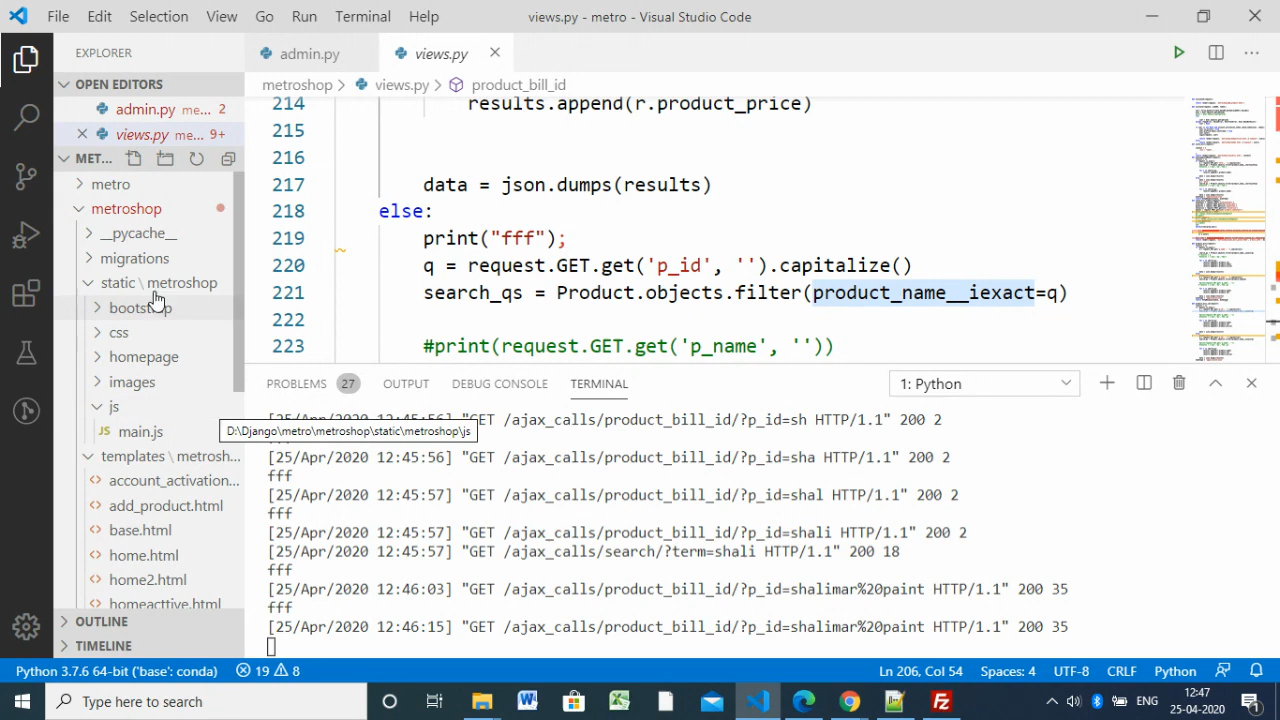 File Edit Selection View Go Run Terminal Help views.py - metro - Visual Studio Code
EXPLORER
OPEN EDITORS
admin.py me... 2
views.py me... 9+
MET...
metro
metroshop
__pycache__
migrations
static \ metroshop
css
homepage
images
js
JS main.js
templates \ metrosh...
<> account_activation...
<> add_product.html
<> base.html
<> home.html
<> home2.html
<> homeacttive.html
OUTLINE
TIMELINE
admin.py views.py
metroshop > views.py > product_bill_id
214 results.append(r.product_price)
215
216
217 data = json.dumps(results)
218 else:
219 print("fff");
220 q = request.GET.get('p_id', '').capitalize()
221 search_qs = Product.objects.filter(product_name__iexact=q)
222
223 #print(request.GET.get('p_name', ''))
PROBLEMS 27 OUTPUT DEBUG CONSOLE TERMINAL 1: Python
[25/Apr/2020 12:45:56] "GET /ajax_calls/product_bill_id/?p_id=sh HTTP/1.1" 200 2
D:\Django\metro\metroshop\static\metroshop\js
[25/Apr/2020 12:45:56] "GET /ajax_calls/product_bill_id/?p_id=sha HTTP/1.1" 200 2
fff
[25/Apr/2020 12:45:57] "GET /ajax_calls/product_bill_id/?p_id=shal HTTP/1.1" 200 2
fff
[25/Apr/2020 12:45:57] "GET /ajax_calls/product_bill_id/?p_id=shali HTTP/1.1" 200 2
[25/Apr/2020 12:45:57] "GET /ajax_calls/search/?term=shali HTTP/1.1" 200 18
fff
[25/Apr/2020 12:46:03] "GET /ajax_calls/product_bill_id/?p_id=shalimar%20paint HTTP/1.1" 200 35
fff
[25/Apr/2020 12:46:15] "GET /ajax_calls/product_bill_id/?p_id=shalimar%20paint HTTP/1.1" 200 35
Python 3.7.6 64-bit ('base': conda) 19 8 Ln 206, Col 54 Spaces: 4 UTF-8 CRLF Python
Type here to search ENG 12:47
25-04-2020 1